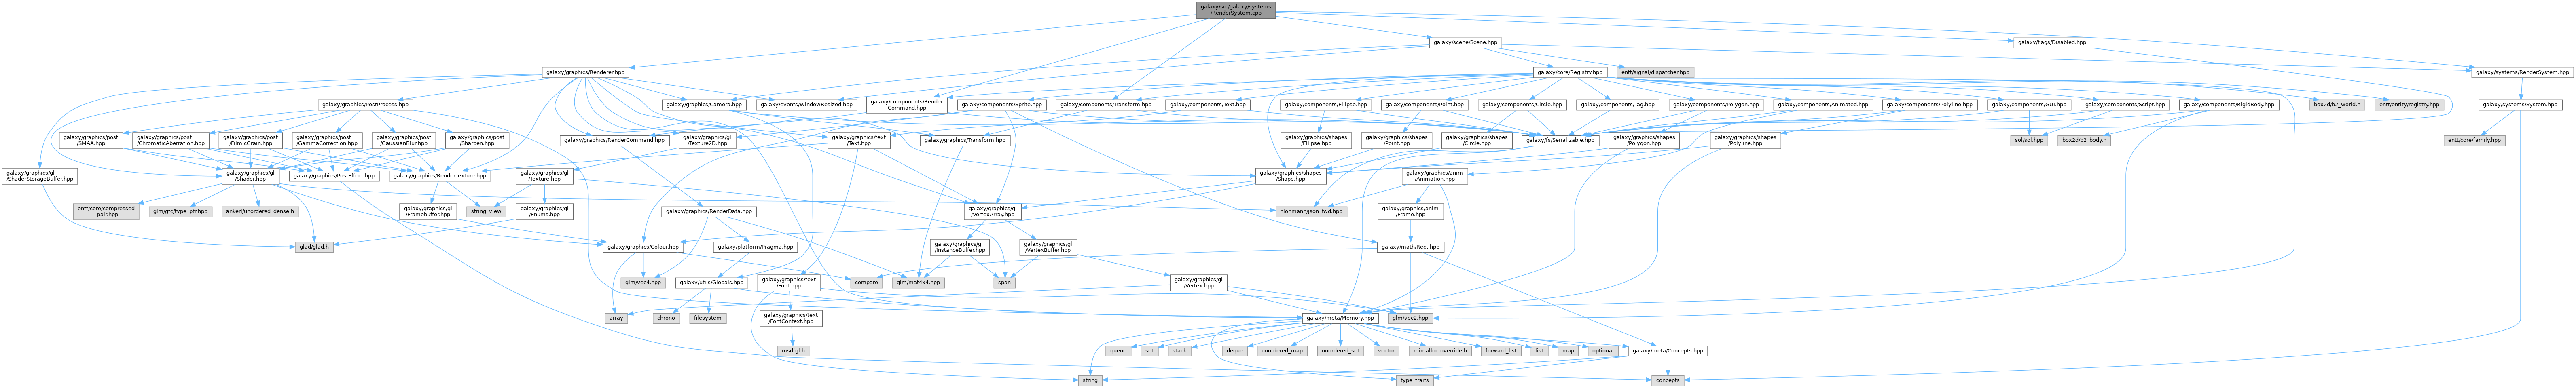 galaxy/src/galaxy/systems
/RenderSystem.cpp
galaxy/scene/Scene.hpp
galaxy/flags/Disabled.hpp
galaxy/graphics/Renderer.hpp
galaxy/core/Registry.hpp
entt/signal/dispatcher.hpp
galaxy/systems/RenderSystem.hpp
galaxy/graphics/PostProcess.hpp
galaxy/graphics/Camera.hpp
galaxy/events/WindowResized.hpp
galaxy/components/Render
Command.hpp
galaxy/components/Sprite.hpp
galaxy/components/Transform.hpp
galaxy/components/Text.hpp
galaxy/components/Ellipse.hpp
galaxy/components/Point.hpp
galaxy/components/Circle.hpp
galaxy/components/Tag.hpp
galaxy/components/Polygon.hpp
galaxy/components/Animated.hpp
galaxy/components/Polyline.hpp
galaxy/components/GUI.hpp
galaxy/components/Script.hpp
galaxy/components/RigidBody.hpp
box2d/b2_world.h
entt/entity/registry.hpp
galaxy/systems/System.hpp
galaxy/graphics/post
/SMAA.hpp
galaxy/graphics/post
/ChromaticAberration.hpp
galaxy/graphics/post
/FilmicGrain.hpp
galaxy/graphics/post
/GammaCorrection.hpp
galaxy/graphics/post
/GaussianBlur.hpp
galaxy/graphics/post
/Sharpen.hpp
galaxy/graphics/RenderCommand.hpp
galaxy/graphics/gl
/Texture2D.hpp
galaxy/graphics/text
/Text.hpp
galaxy/graphics/Transform.hpp
galaxy/graphics/shapes
/Ellipse.hpp
galaxy/graphics/shapes
/Point.hpp
galaxy/graphics/shapes
/Circle.hpp
galaxy/fs/Serializable.hpp
galaxy/graphics/shapes
/Polygon.hpp
galaxy/graphics/shapes
/Polyline.hpp
sol/sol.hpp
box2d/b2_body.h
entt/core/family.hpp
galaxy/graphics/gl
/ShaderStorageBuffer.hpp
galaxy/graphics/gl
/Shader.hpp
galaxy/graphics/PostEffect.hpp
galaxy/graphics/RenderTexture.hpp
galaxy/graphics/gl
/Texture.hpp
galaxy/graphics/shapes
/Shape.hpp
galaxy/graphics/anim
/Animation.hpp
entt/core/compressed
_pair.hpp
glm/gtc/type_ptr.hpp
ankerl/unordered_dense.h
galaxy/graphics/gl
/Framebuffer.hpp
string_view
galaxy/graphics/gl
/Enums.hpp
galaxy/graphics/RenderData.hpp
galaxy/graphics/gl
/VertexArray.hpp
nlohmann/json_fwd.hpp
galaxy/graphics/anim
/Frame.hpp
glad/glad.h
galaxy/graphics/Colour.hpp
galaxy/platform/Pragma.hpp
galaxy/graphics/gl
/InstanceBuffer.hpp
galaxy/graphics/gl
/VertexBuffer.hpp
galaxy/math/Rect.hpp
glm/vec4.hpp
galaxy/utils/Globals.hpp
galaxy/graphics/text
/Font.hpp
compare
glm/mat4x4.hpp
span
galaxy/graphics/gl
/Vertex.hpp
array
chrono
filesystem
galaxy/graphics/text
/FontContext.hpp
galaxy/meta/Memory.hpp
glm/vec2.hpp
msdfgl.h
queue
set
stack
deque
unordered_map
unordered_set
vector
mimalloc-override.h
forward_list
list
map
optional
galaxy/meta/Concepts.hpp
string
type_traits
concepts